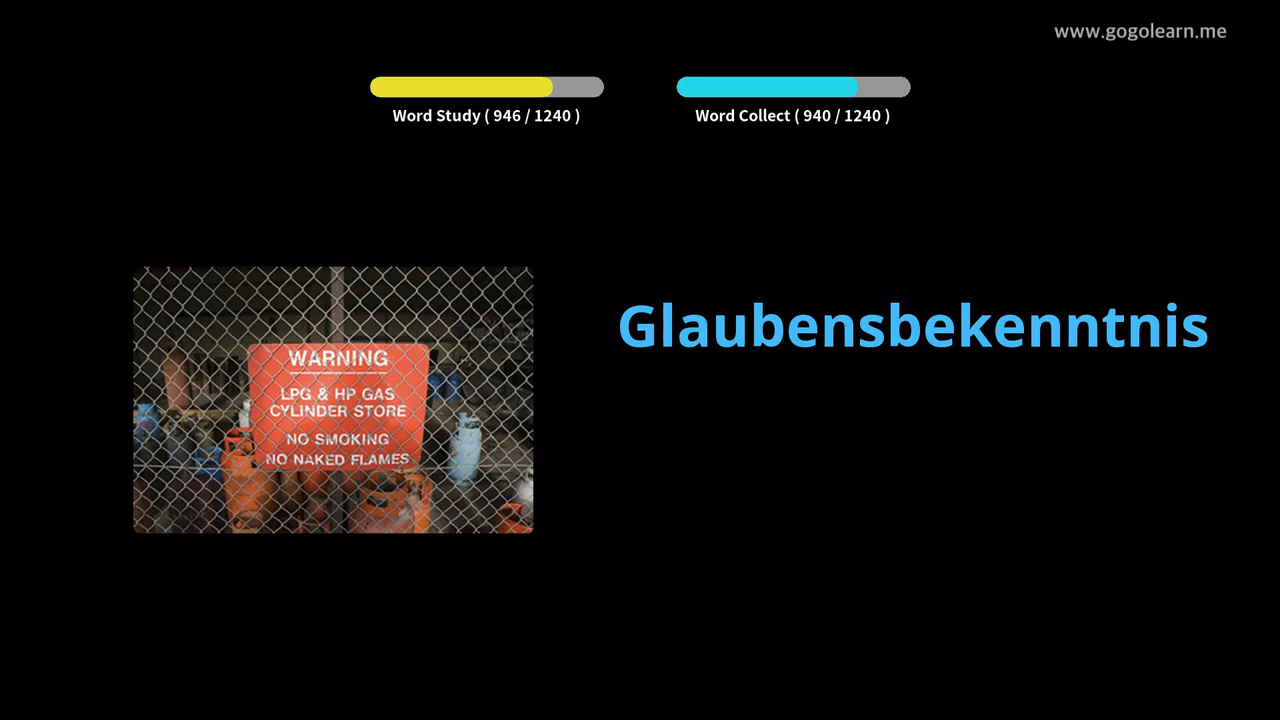 www.gogolearn.me
Word Study ( 946 / 1240 )
Word Collect ( 940 / 1240 )
Glaubensbekenntnis
WARNING
LPG & HP GAS
CYLINDER STORE
NO SMOKING
NO NAKED FLAMES